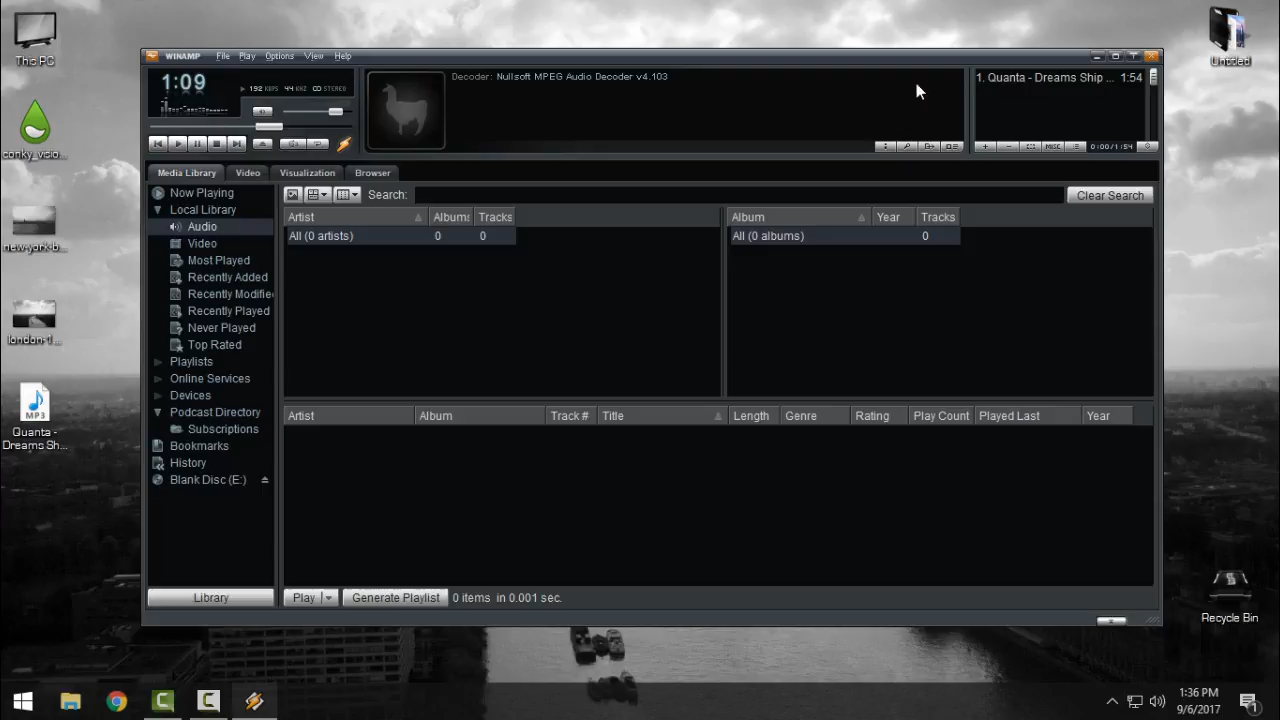 This PC
conky_visio...
new-york-b...
london-1...
MP3
Quanta -
Dreams Sh...
Untitled
Recycle Bin
WINAMP File Play Options View Help
1:09
192 KBPS 44 KHZ STEREO
Decoder: Nullsoft MPEG Audio Decoder v4.103
1. Quanta - Dreams Ship ... 1:54
MISC 0:00/1:54
Media Library Video Visualization Browser
Now Playing
Local Library
Audio
Video
Most Played
Recently Added
Recently Modifie
Recently Played
Never Played
Top Rated
Playlists
Online Services
Devices
Podcast Directory
Subscriptions
Bookmarks
History
Blank Disc (E:)
Library
Search: Clear Search
Artist Albums Tracks
All (0 artists) 0 0
Album Year Tracks
All (0 albums) 0
Artist Album Track # Title Length Genre Rating Play Count Played Last Year
Play Generate Playlist 0 items in 0.001 sec.
1:36 PM
9/6/2017
1